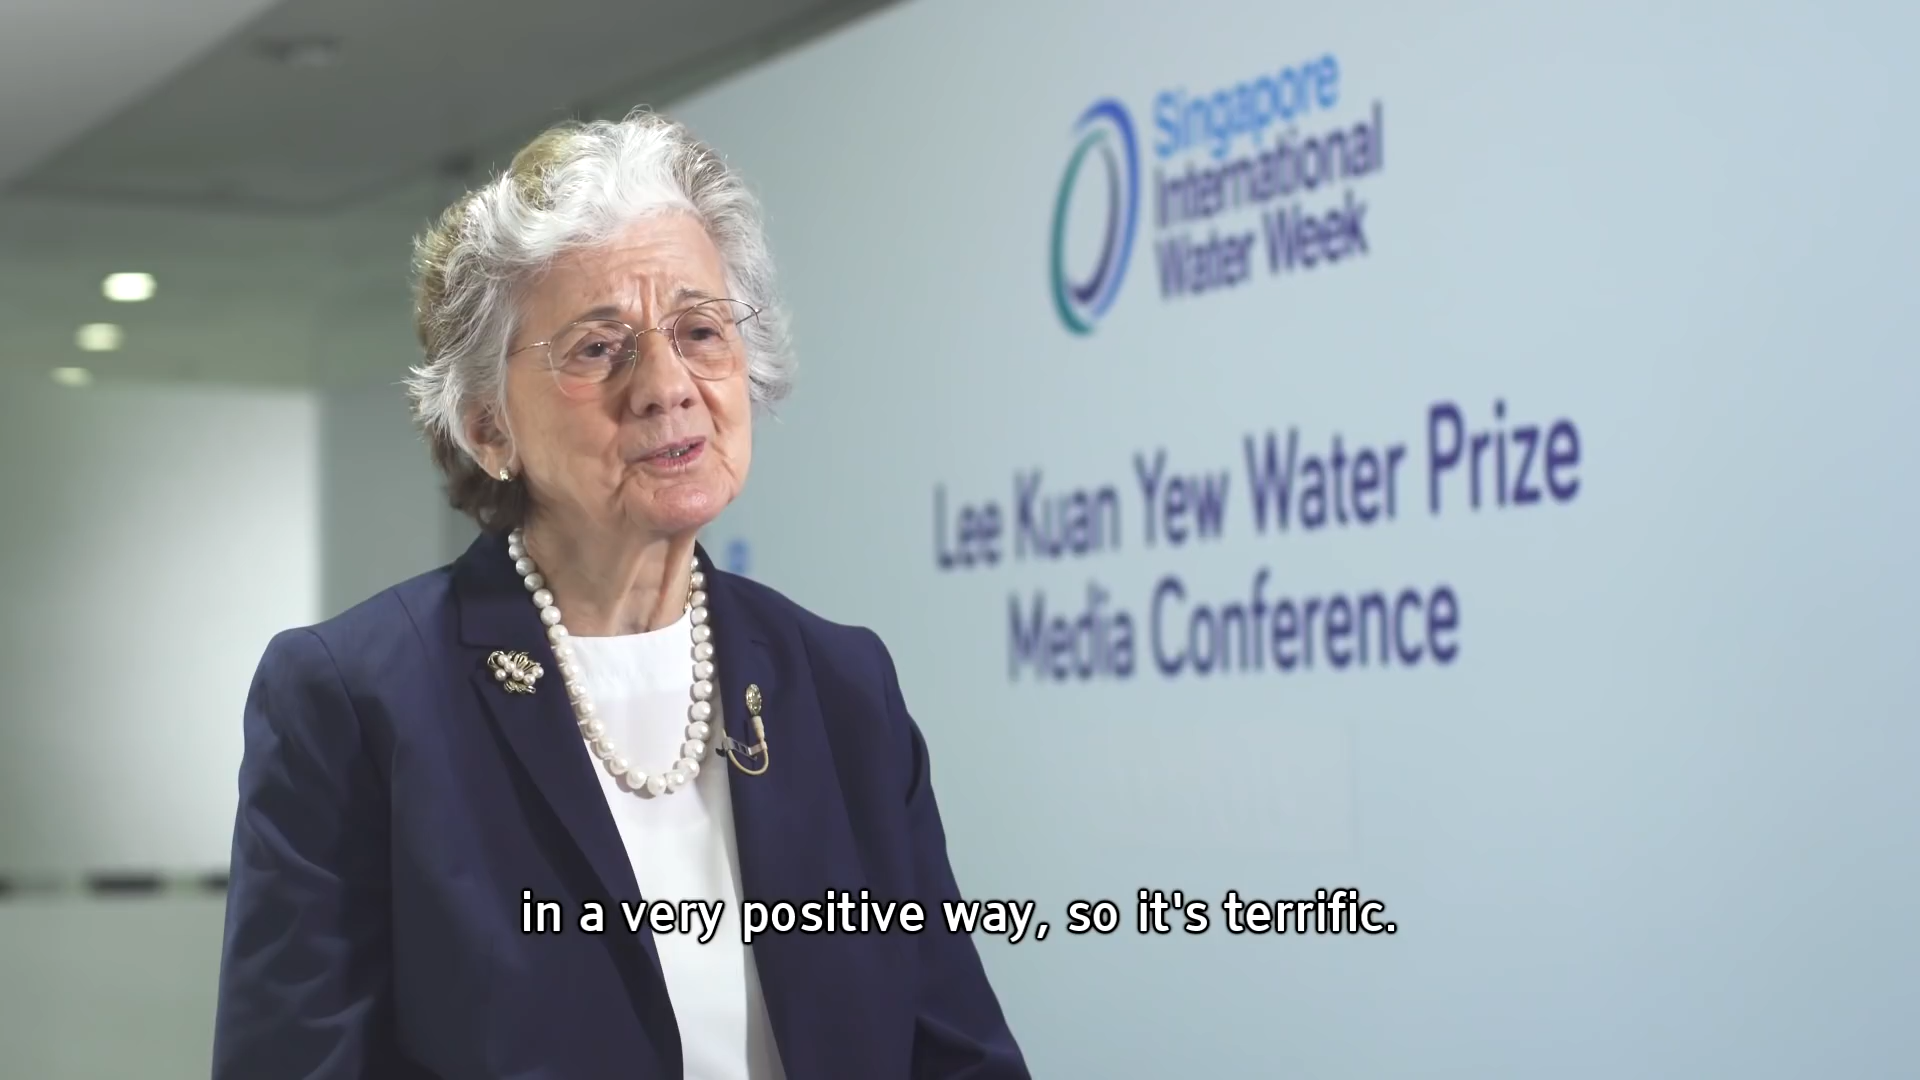 Singapore
International
Water Week
Lee Kuan Yew Water Prize
Media Conference
in a very positive way, so it's terrific.